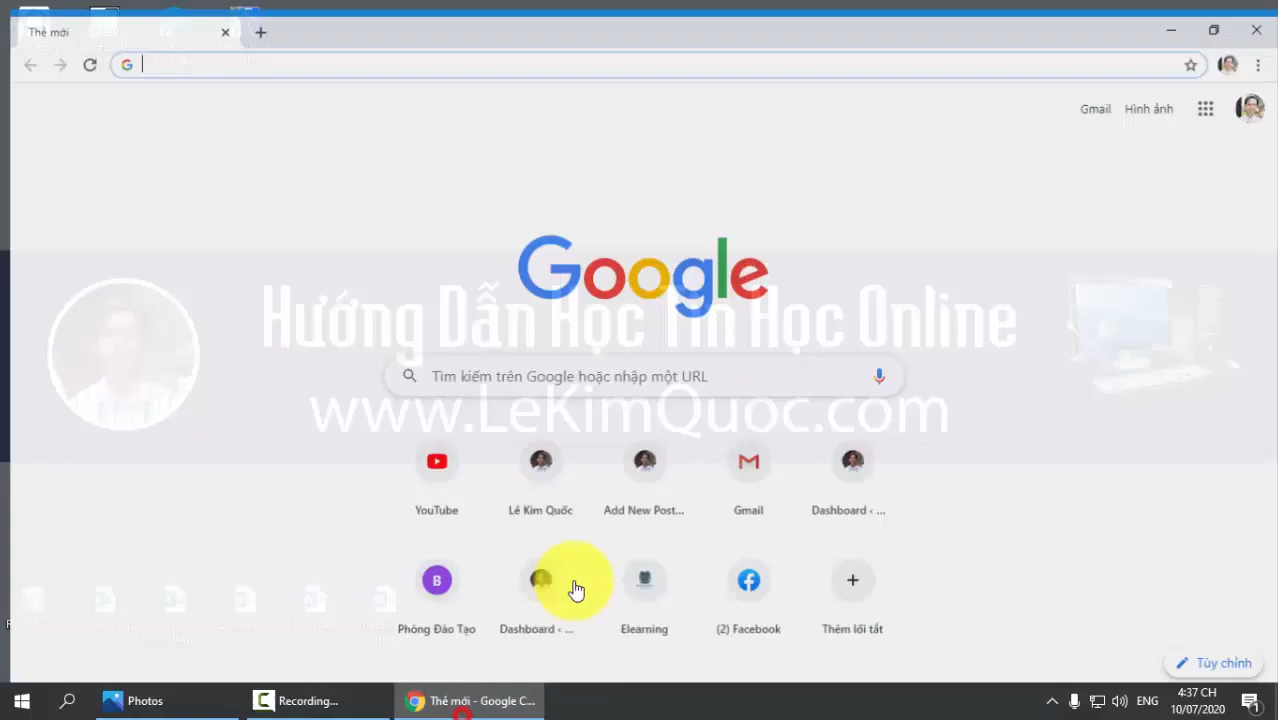 Thẻ mới
Gmail
Hình ảnh
Google
Hướng Dẫn Học Tin Học Online
Tìm kiếm trên Google hoặc nhập một URL
www.LeKimQuoc.com
YouTube
Lê Kim Quốc
Add New Post...
Gmail
Dashboard ‹ ...
B
Phòng Đào Tạo
Dashboard ‹ ...
Elearning
(2) Facebook
Thêm lối tắt
Tùy chỉnh
Photos
Recording...
Thẻ mới - Google C...
ENG
4:37 CH
10/07/2020
1